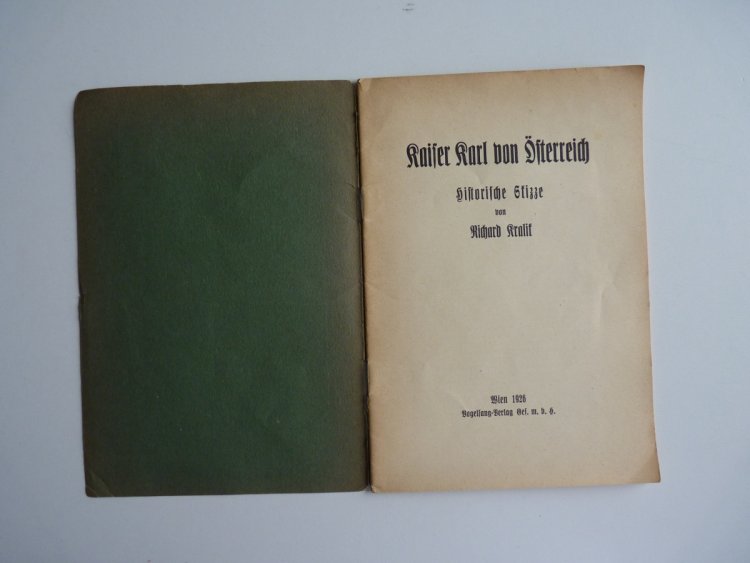 Kaiser Karl von Österreich
Historische Skizze
von
Richard Kralik
Wien 1926
Vogelsang-Verlag Ges. m. b. H.